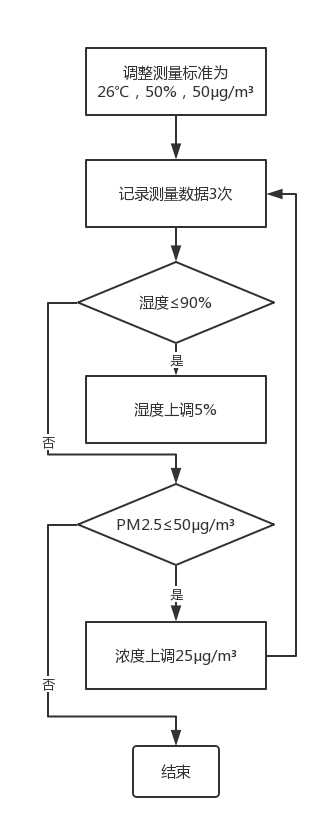 调整测量标准为
26℃，50%，50μg/m³
记录测量数据3次
湿度≤90%
是
湿度上调5%
否
PM2.5≤50μg/m³
是
浓度上调25μg/m³
否
结束